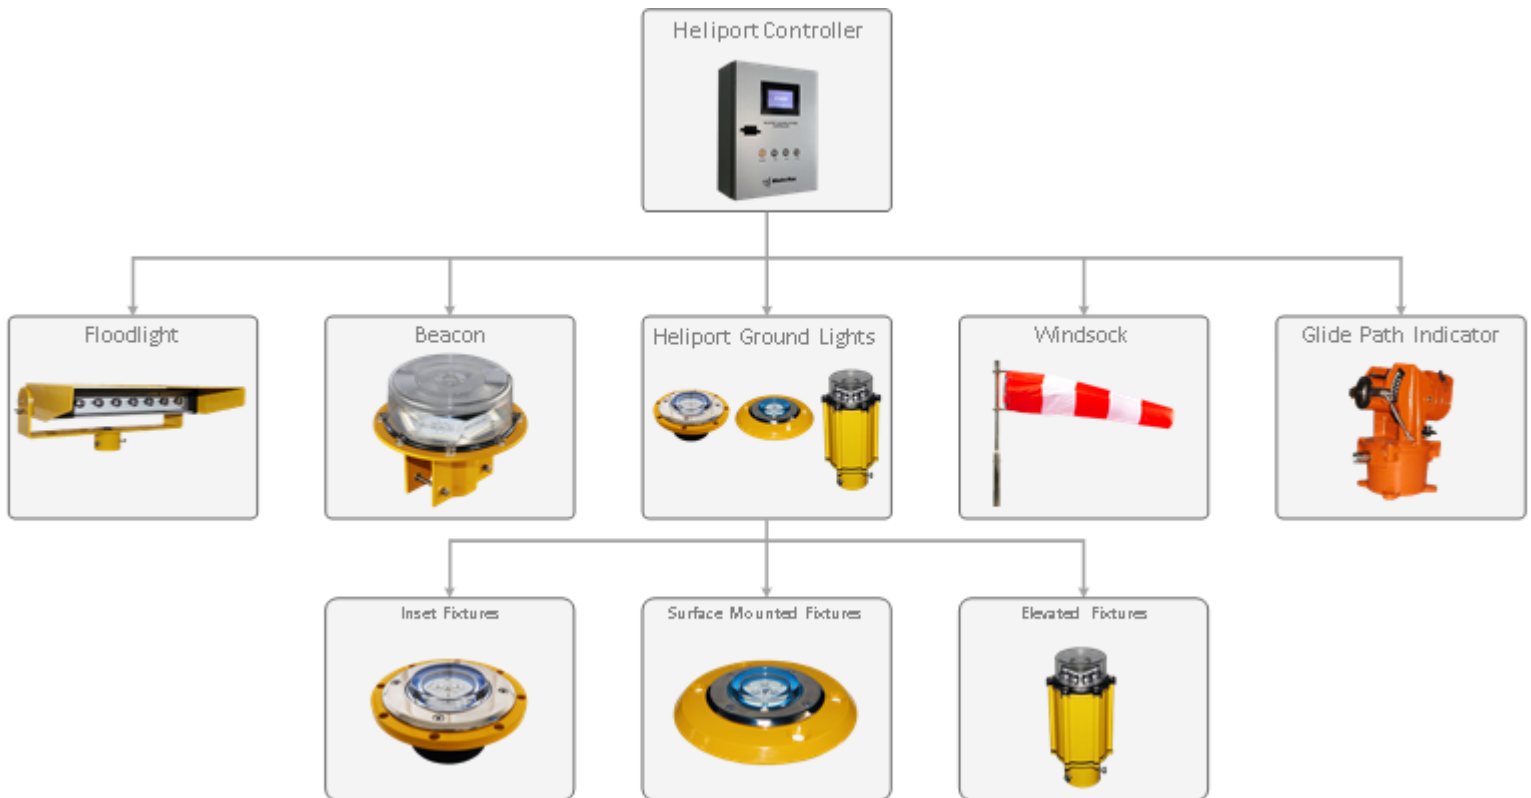 Heliport Controller
Floodlight
Beacon
Heliport Ground Lights
Windsock
Glide Path Indicator
Inset Fixtures
Surface Mounted Fixtures
Elevated Fixtures